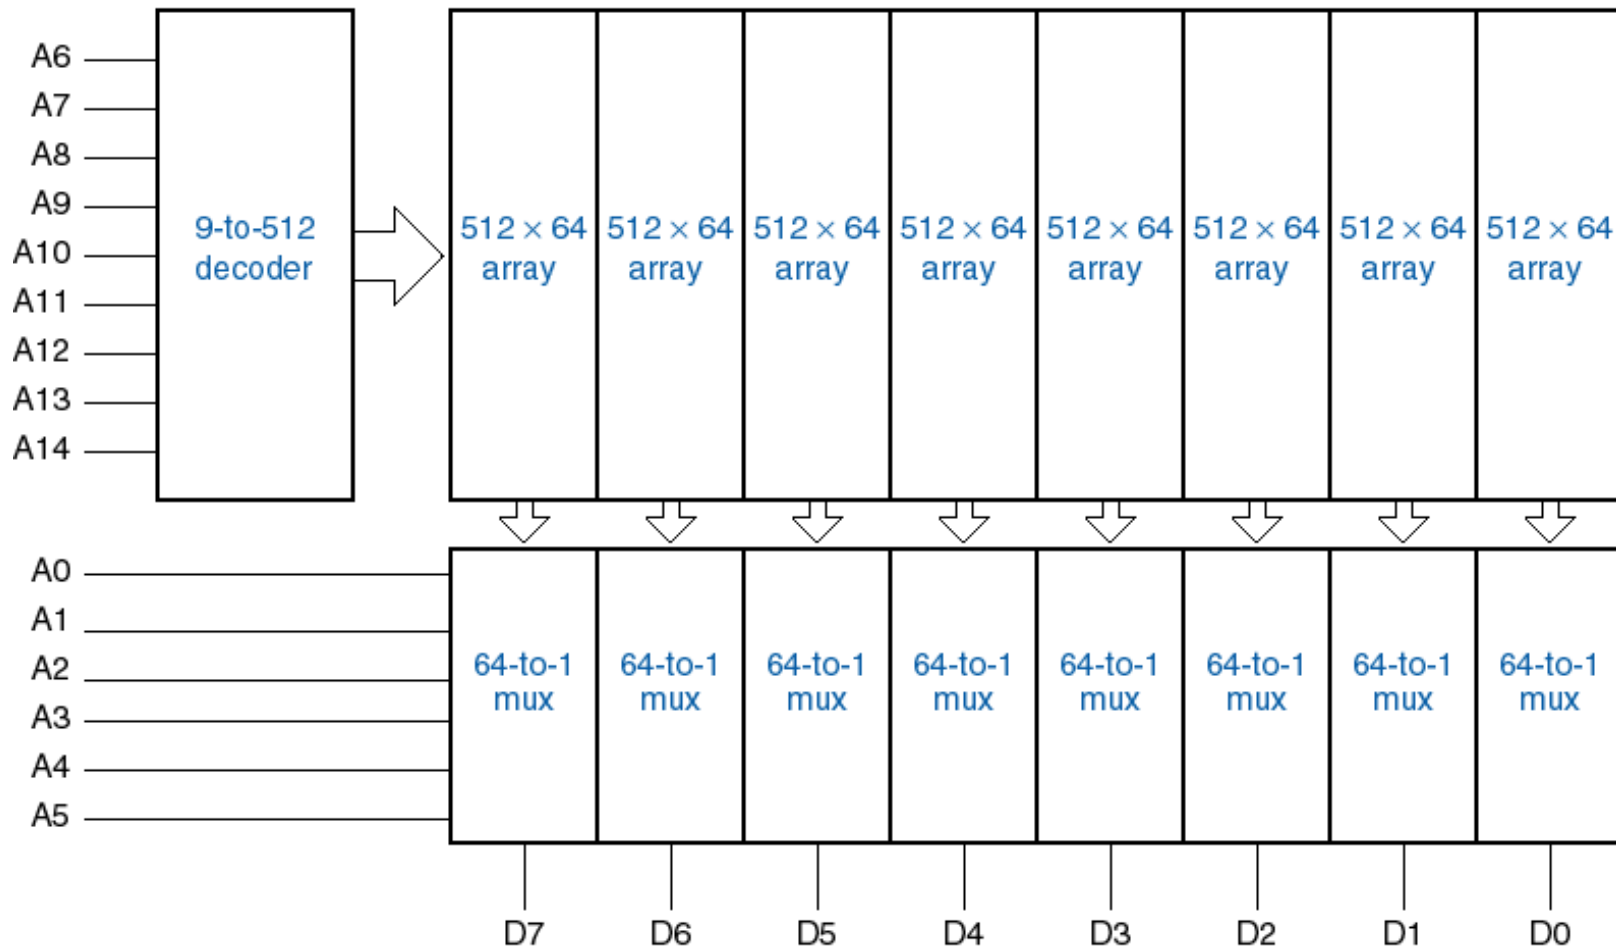 A6
A7
A8
A9
A10
A11
A12
A13
A14
9-to-512
decoder
512 × 64 512 × 64 512 × 64 512 × 64 512 × 64 512 × 64 512 × 64 512 × 64
array array array array array array array array
A0
A1
A2
A3
A4
A5
64-to-1 64-to-1 64-to-1 64-to-1 64-to-1 64-to-1 64-to-1 64-to-1
mux mux mux mux mux mux mux mux
D7 D6 D5 D4 D3 D2 D1 D0